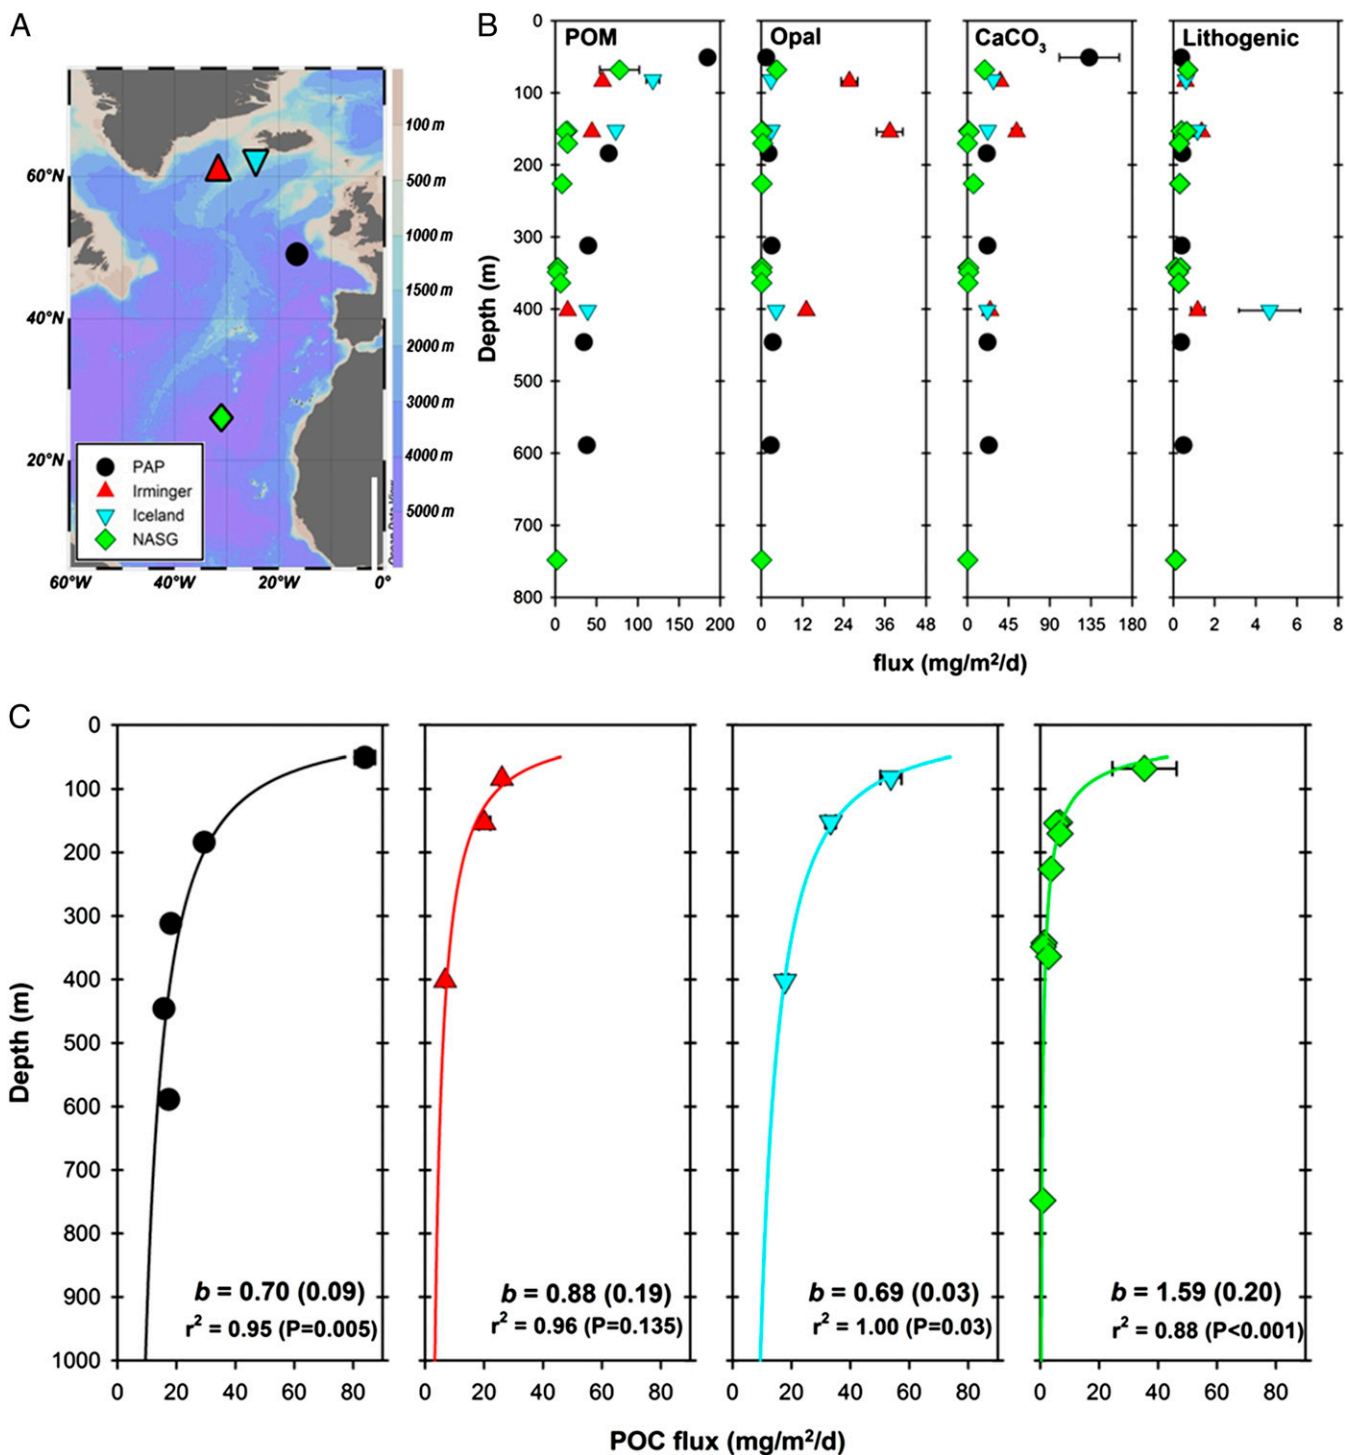 A
100 m
500 m
1000 m
1500 m
2000 m
3000 m
4000 m
5000 m
60°N
40°N
20°N
PAP
Irminger
Iceland
NASG
60°W 40°W 20°W 0°
B
POM Opal CaCO₃ Lithogenic
0
100
200
300
400
500
600
700
800
Depth (m)
0 50 100 150 200 0 12 24 36 48 0 45 90 135 180 0 2 4 6 8
flux (mg/m²/d)
C
0
100
200
300
400
500
600
700
800
900
1000
Depth (m)
b = 0.70 (0.09)
r² = 0.95 (P=0.005)
b = 0.88 (0.19)
r² = 0.96 (P=0.135)
b = 0.69 (0.03)
r² = 1.00 (P=0.03)
b = 1.59 (0.20)
r² = 0.88 (P<0.001)
0 20 40 60 80 0 20 40 60 80 0 20 40 60 80 0 20 40 60 80
POC flux (mg/m²/d)